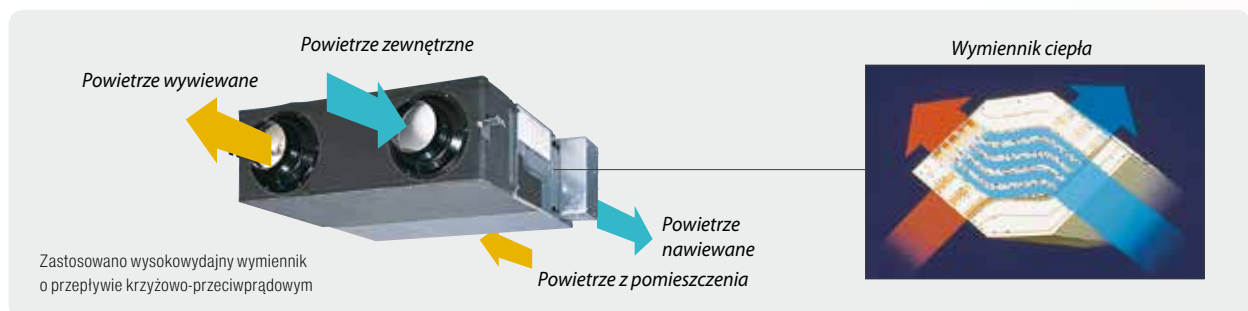 Powietrze zewnętrzne
Powietrze wywiewane
Wymiennik ciepła
Powietrze
nawiewane
Powietrze z pomieszczenia
Zastosowano wysokowydajny wymiennik
o przepływie krzyżowo-przeciwprądowym